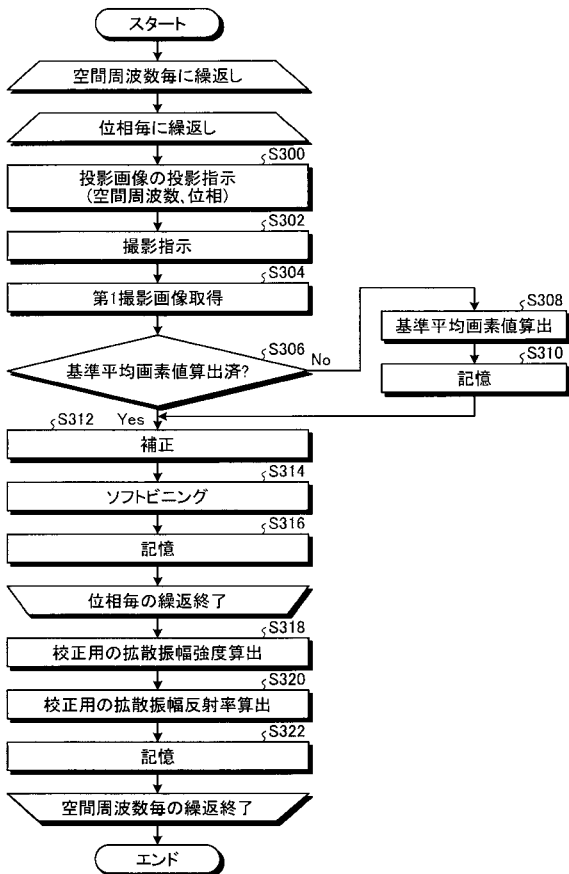 スタート
空間周波数毎に繰返し
位相毎に繰返し
S300
投影画像の投影指示
(空間周波数、位相)
S302
撮影指示
S304
第1撮影画像取得
S306
基準平均画素値算出済?
No
S308
基準平均画素値算出
S310
記憶
S312
Yes
補正
S314
ソフトビニング
S316
記憶
位相毎の繰返終了
S318
校正用の拡散振幅強度算出
S320
校正用の拡散振幅反射率算出
S322
記憶
空間周波数毎の繰返終了
エンド